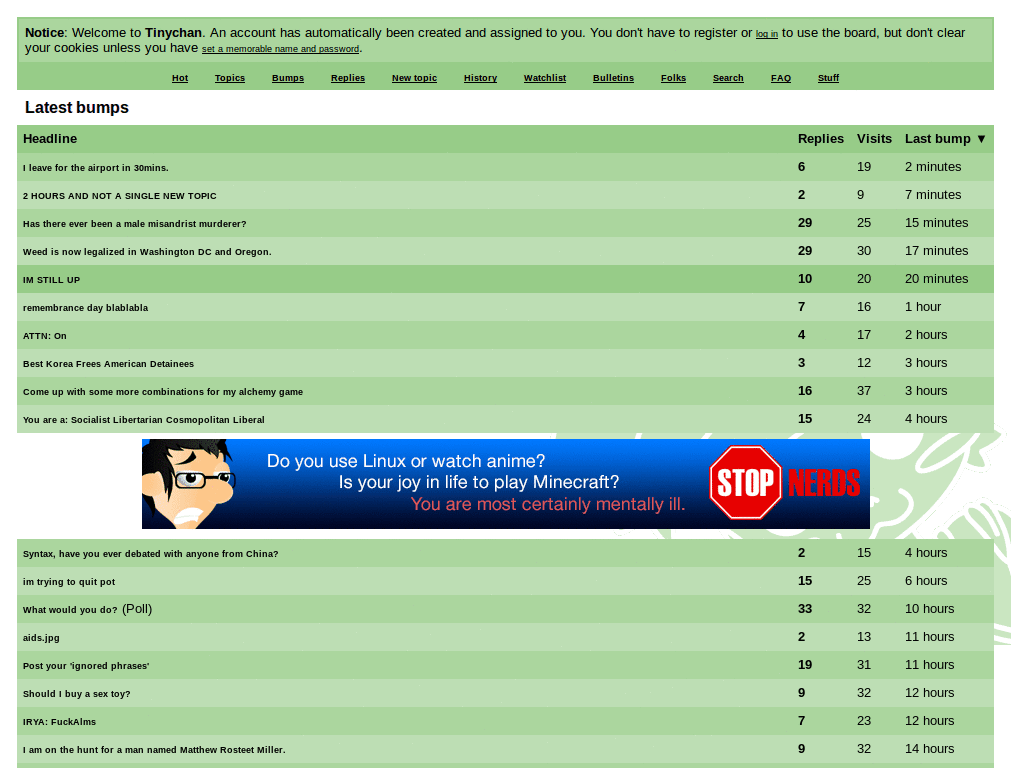 Notice: Welcome to Tinychan. An account has automatically been created and assigned to you. You don't have to register or log in to use the board, but don't clear
your cookies unless you have set a memorable name and password.
Hot Topics Bumps Replies New topic History Watchlist Bulletins Folks Search FAQ Stuff
Latest bumps
Headline Replies Visits Last bump ▼
I leave for the airport in 30mins. 6 19 2 minutes
2 HOURS AND NOT A SINGLE NEW TOPIC 2 9 7 minutes
Has there ever been a male misandrist murderer? 29 25 15 minutes
Weed is now legalized in Washington DC and Oregon. 29 30 17 minutes
IM STILL UP 10 20 20 minutes
remembrance day blablabla 7 16 1 hour
ATTN: On 4 17 2 hours
Best Korea Frees American Detainees 3 12 3 hours
Come up with some more combinations for my alchemy game 16 37 3 hours
You are a: Socialist Libertarian Cosmopolitan Liberal 15 24 4 hours
Do you use Linux or watch anime?
Is your joy in life to play Minecraft?
You are most certainly mentally ill.
STOP NERDS
Syntax, have you ever debated with anyone from China? 2 15 4 hours
im trying to quit pot 15 25 6 hours
What would you do? (Poll) 33 32 10 hours
aids.jpg 2 13 11 hours
Post your 'ignored phrases' 19 31 11 hours
Should I buy a sex toy? 9 32 12 hours
IRYA: FuckAlms 7 23 12 hours
I am on the hunt for a man named Matthew Rosteet Miller. 9 32 14 hours